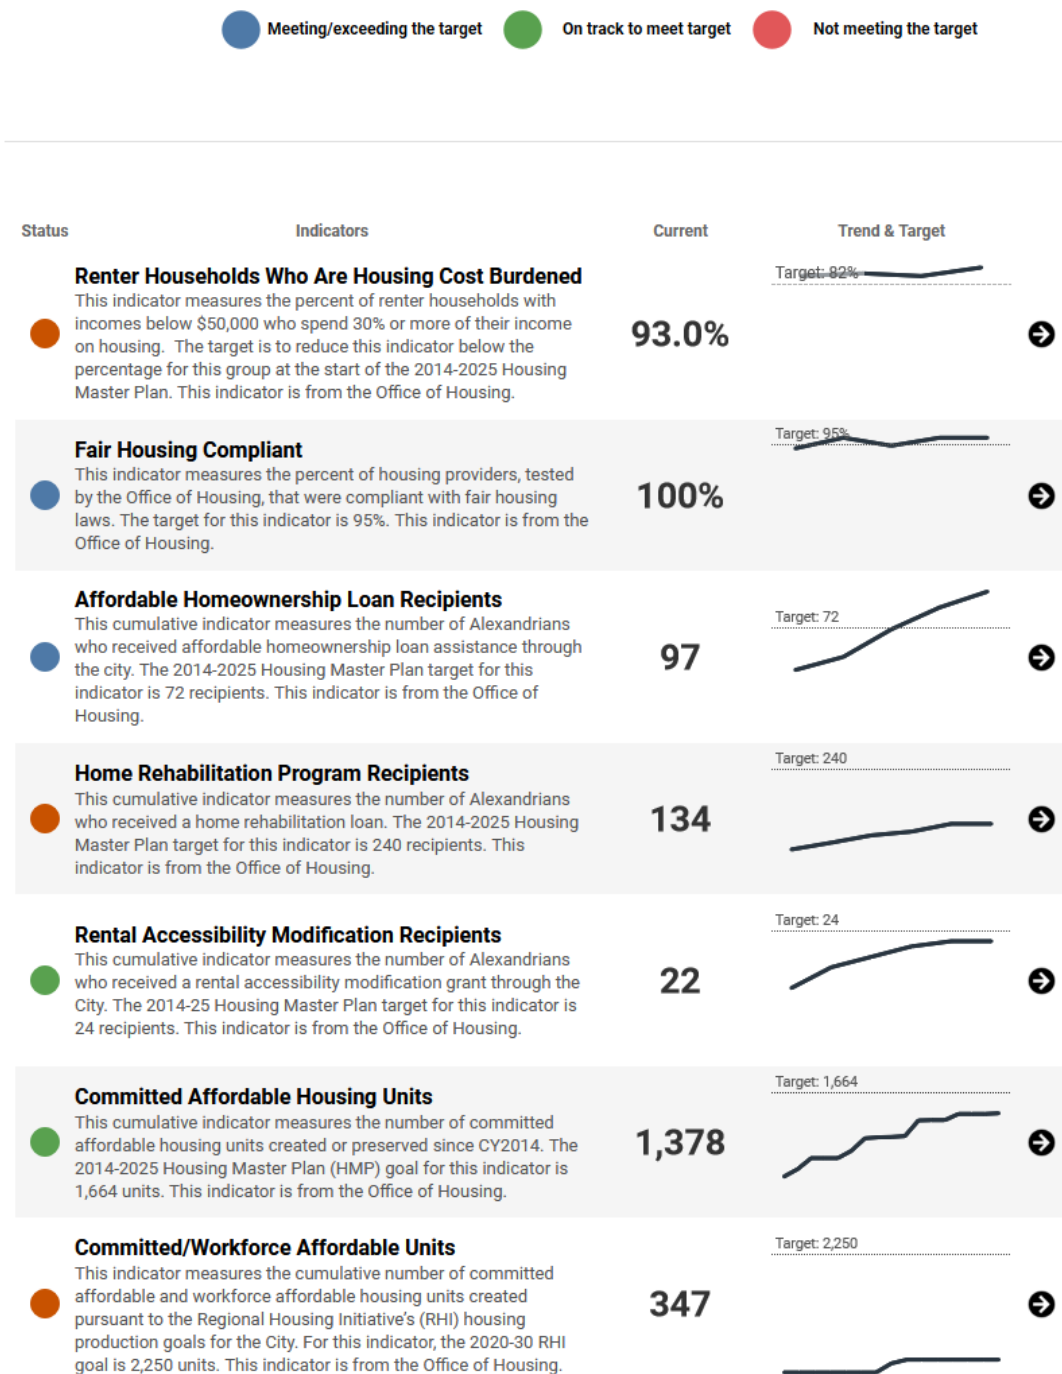 Meeting/exceeding the target
On track to meet target
Not meeting the target
Status
Indicators
Current
Trend & Target
Renter Households Who Are Housing Cost Burdened
This indicator measures the percent of renter households with
incomes below $50,000 who spend 30% or more of their income
on housing. The target is to reduce this indicator below the
percentage for this group at the start of the 2014-2025 Housing
Master Plan. This indicator is from the Office of Housing.
93.0%
Target: 82%
Fair Housing Compliant
This indicator measures the percent of housing providers, tested
by the Office of Housing, that were compliant with fair housing
laws. The target for this indicator is 95%. This indicator is from the
Office of Housing.
100%
Target: 95%
Affordable Homeownership Loan Recipients
This cumulative indicator measures the number of Alexandrians
who received affordable homeownership loan assistance through
the city. The 2014-2025 Housing Master Plan target for this
indicator is 72 recipients. This indicator is from the Office of
Housing.
97
Target: 72
Home Rehabilitation Program Recipients
This cumulative indicator measures the number of Alexandrians
who received a home rehabilitation loan. The 2014-2025 Housing
Master Plan target for this indicator is 240 recipients. This
indicator is from the Office of Housing.
134
Target: 240
Rental Accessibility Modification Recipients
This cumulative indicator measures the number of Alexandrians
who received a rental accessibility modification grant through the
City. The 2014-25 Housing Master Plan target for this indicator is
24 recipients. This indicator is from the Office of Housing.
22
Target: 24
Committed Affordable Housing Units
This cumulative indicator measures the number of committed
affordable housing units created or preserved since CY2014. The
2014-2025 Housing Master Plan (HMP) goal for this indicator is
1,664 units. This indicator is from the Office of Housing.
1,378
Target: 1,664
Committed/Workforce Affordable Units
This indicator measures the cumulative number of committed
affordable and workforce affordable housing units created
pursuant to the Regional Housing Initiative's (RHI) housing
production goals for the City. For this indicator, the 2020-30 RHI
goal is 2,250 units. This indicator is from the Office of Housing.
347
Target: 2,250